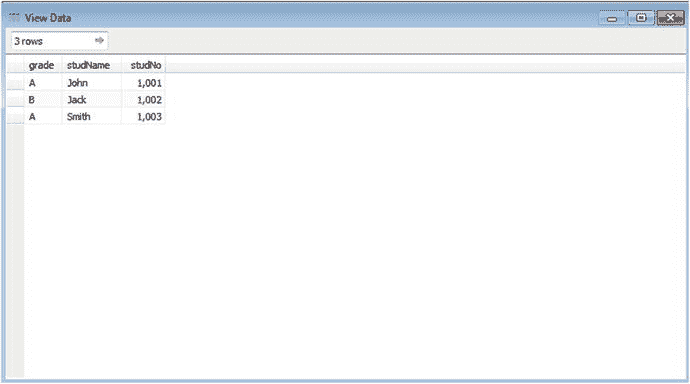 View Data
3 rows
grade studName studNo
A John 1,001
B Jack 1,002
A Smith 1,003